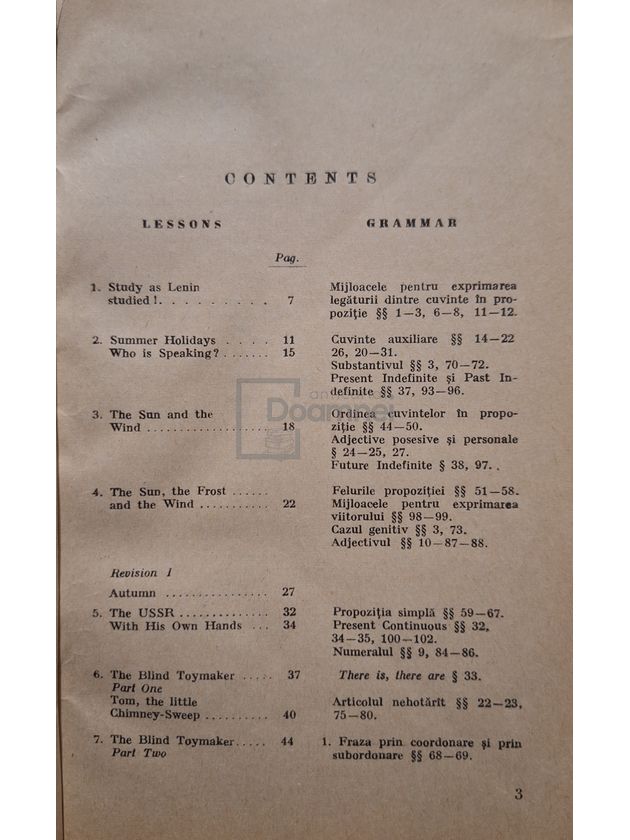 CONTENTS
LESSONS
GRAMMAR
Pag.
1. Study as Lenin
studied!. . . . . . . . . . 7
Mijloacele pentru exprimarea
legăturii dintre cuvinte în pro-
poziție §§ 1—3, 6—8, 11—12.
2. Summer Holidays . . . . 11
Who is Speaking? . . . . . . . 15
Cuvinte auxiliare §§ 14—22
26, 20—31.
Substantivul §§ 3, 70—72.
Present Indefinite și Past In-
definite §§ 37, 93—96.
3. The Sun and the
Wind . . . . . . . . . . . . . . . . . . 18
Ordinea cuvintelor în propo-
ziție §§ 44—50.
Adjective posesive și personale
§ 24—25, 27.
Future Indefinite § 38, 97. .
4. The Sun, the Frost . . . . . .
and the Wind . . . . . . . . . . . 22
Felurile propoziției §§ 51—58.
Mijloacele pentru exprimarea
viitorului §§ 98—99.
Cazul genitiv §§ 3, 73.
Adjectivul §§ 10—87—88.
Revision 1
Autumn . . . . . . . . . . . . . . . . 27
5. The USSR . . . . . . . . . . . . . . 32
With His Own Hands . . . 34
Propoziția simplă §§ 59—67.
Present Continuous §§ 32,
34—35, 100—102.
Numeralul §§ 9, 84—86.
6. The Blind Toymaker . . . . . 37
Part One
Tom, the little
Chimney-Sweep . . . . . . . . . . 40
There is, there are § 33.
Articolul nehotărît §§ 22—23,
75—80.
7. The Blind Toymaker. . . . . 44
Part Two
1. Fraza prin coordonare și prin
subordonare §§ 68—69.
3